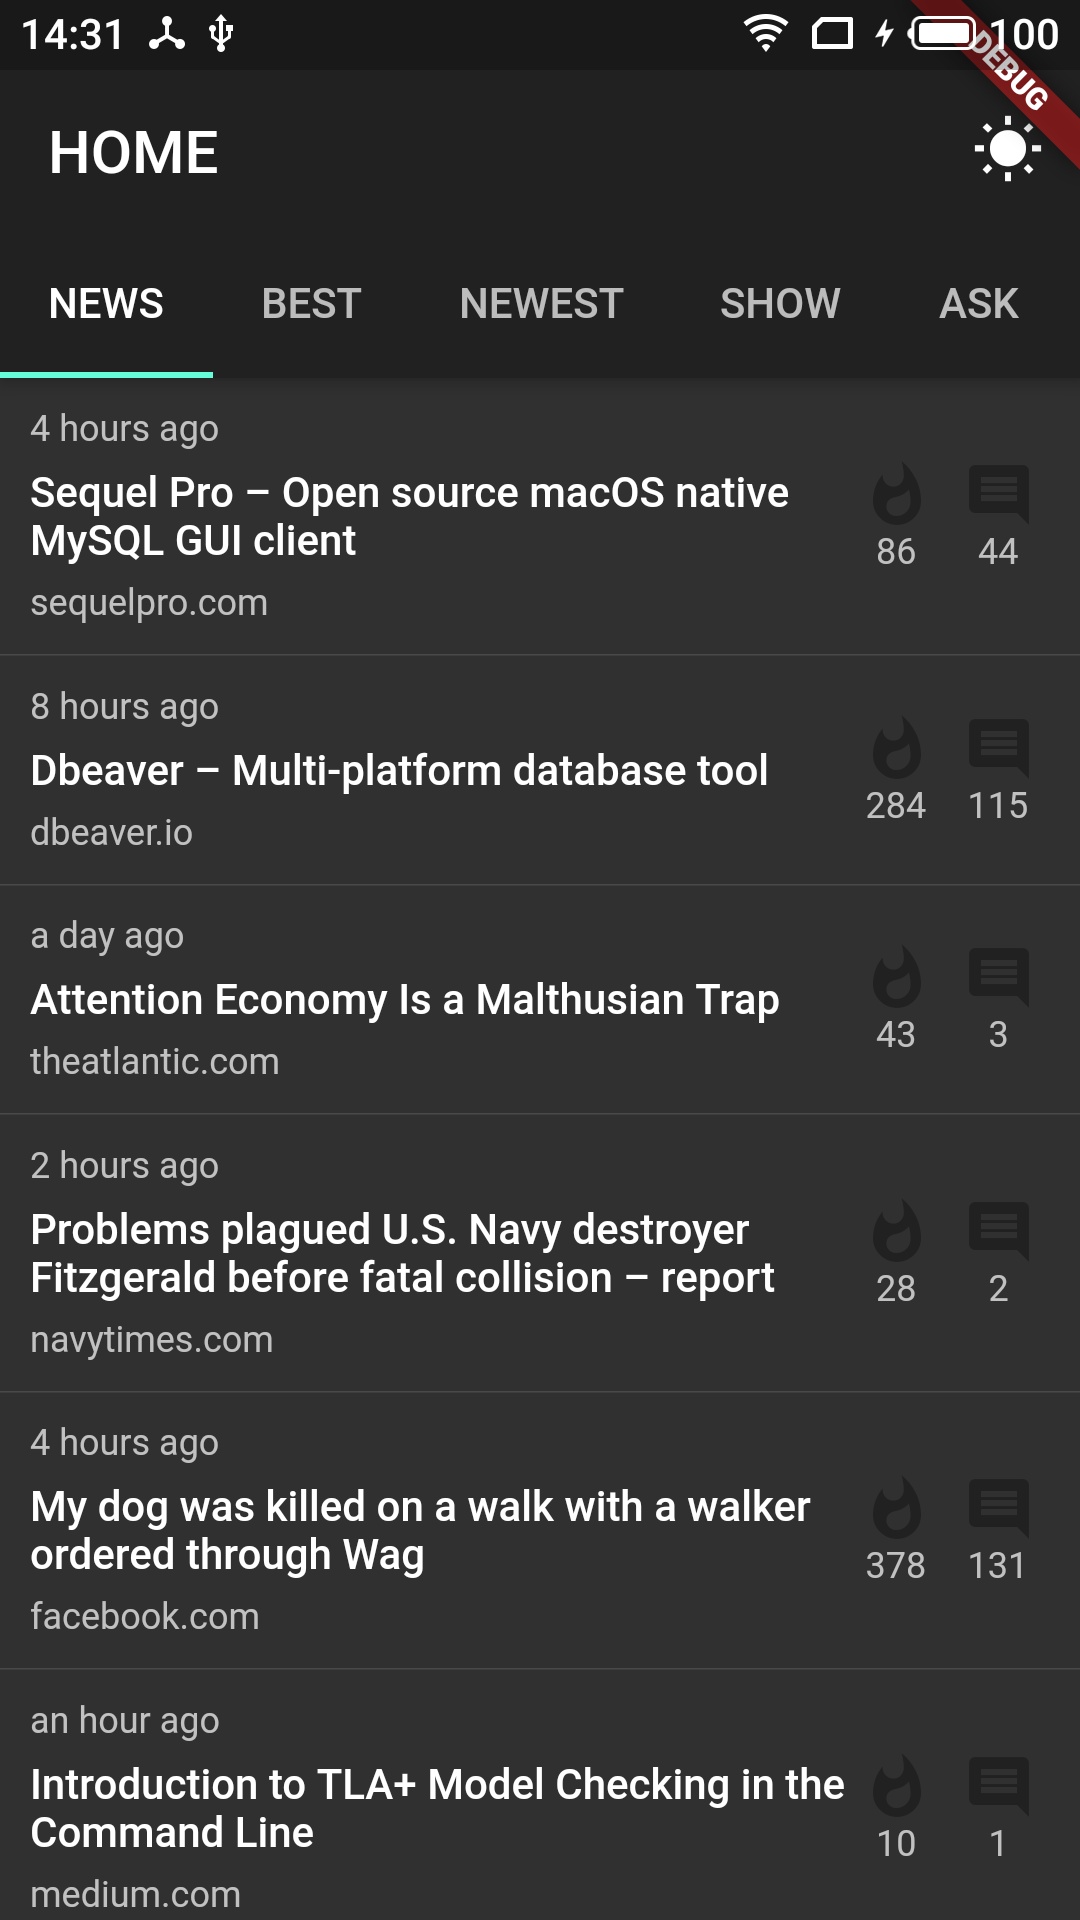 14:31
100
DEBUG
HOME
NEWS BEST NEWEST SHOW ASK
4 hours ago
Sequel Pro – Open source macOS native
MySQL GUI client
86 44
sequelpro.com
8 hours ago
Dbeaver – Multi-platform database tool
284 115
dbeaver.io
a day ago
Attention Economy Is a Malthusian Trap
43 3
theatlantic.com
2 hours ago
Problems plagued U.S. Navy destroyer
Fitzgerald before fatal collision – report
28 2
navytimes.com
4 hours ago
My dog was killed on a walk with a walker
ordered through Wag
378 131
facebook.com
an hour ago
Introduction to TLA+ Model Checking in the
Command Line
10 1
medium.com